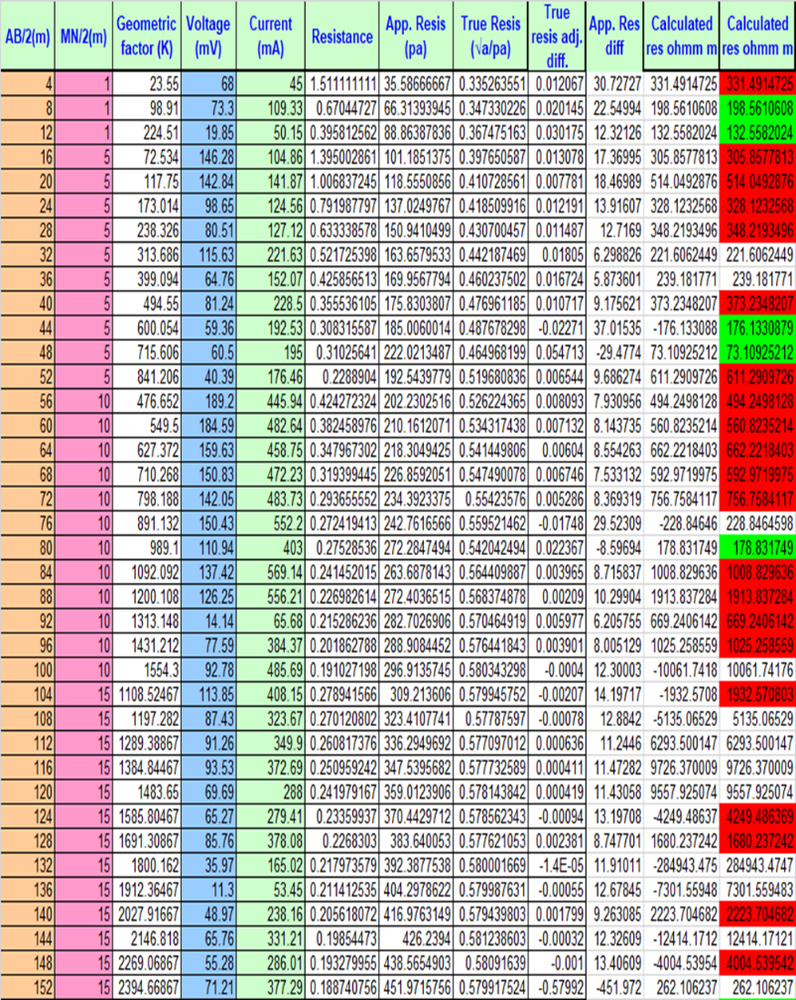 AB/2(m) MN/2(m) Geometric factor (K) Voltage (mV) Current (mA) Resistance App. Resis (pa) True Resis (√a/pa) True resis adj. diff. App. Res diff Calculated res ohmm m Calculated res ohmm m
4 1 23.55 68 45 1.511111111 35.58666667 0.335263551 0.012067 30.72727 331.4914725 331.4914725
8 1 98.91 73.3 109.33 0.67044727 66.31393945 0.347330226 0.020145 22.54994 198.5610608 198.5610608
12 1 224.51 19.85 50.15 0.395812562 88.86387836 0.367475163 0.030175 12.32126 132.5582024 132.5582024
16 5 72.534 146.28 104.86 1.395002861 101.1851375 0.397650587 0.013078 17.36995 305.8577813 305.8577813
20 5 117.75 142.84 141.87 1.006837245 118.5550856 0.410728561 0.007781 18.46989 514.0492876 514.0492876
24 5 173.014 98.65 124.56 0.791987797 137.0249767 0.418509916 0.012191 13.91607 328.1232568 328.1232568
28 5 238.326 80.51 127.12 0.633338578 150.9410499 0.430700457 0.011487 12.7169 348.2193496 348.2193496
32 5 313.686 115.63 221.63 0.521725398 163.6579533 0.442187469 0.01805 6.298826 221.6062449 221.6062449
36 5 399.094 64.76 152.07 0.425856513 169.9567794 0.460237502 0.016724 5.873601 239.181771 239.181771
40 5 494.55 81.24 228.5 0.355536105 175.8303807 0.476961185 0.010717 9.175621 373.2348207 373.2348207
44 5 600.054 59.36 192.53 0.308315587 185.0060014 0.487678298 -0.02271 37.01535 -176.133088 176.1330879
48 5 715.606 60.5 195 0.31025641 222.0213487 0.464968199 0.054713 -29.4774 73.10925212 73.10925212
52 5 841.206 40.39 176.46 0.2288904 192.5439779 0.519680836 0.006544 9.686274 611.2909726 611.2909726
56 10 476.652 189.2 445.94 0.424272324 202.2302516 0.526224365 0.008093 7.930956 494.2498128 494.2498128
60 10 549.5 184.59 482.64 0.382458976 210.1612071 0.534317438 0.007132 8.143735 560.8235214 560.8235214
64 10 627.372 159.63 458.75 0.347967302 218.3049425 0.541449806 0.00604 8.554263 662.2218403 662.2218403
68 10 710.268 150.83 472.23 0.319399445 226.8592051 0.547490078 0.006746 7.533132 592.9719975 592.9719975
72 10 798.188 142.05 483.73 0.293655552 234.3923375 0.55423576 0.005286 8.369319 756.7584117 756.7584117
76 10 891.132 150.43 552.2 0.272419413 242.7616566 0.559521462 -0.01748 29.52309 -228.84646 228.8464598
80 10 989.1 110.94 403 0.27528536 272.2847494 0.542042494 0.022367 -8.59694 178.831749 178.831749
84 10 1092.092 137.42 569.14 0.241452015 263.6878143 0.564409887 0.003965 8.715837 1008.829636 1008.829636
88 10 1200.108 126.25 556.21 0.226982614 272.4036515 0.568374878 0.00209 10.29904 1913.837284 1913.837284
92 10 1313.148 14.14 65.68 0.215286236 282.7026906 0.570464919 0.005977 6.205755 669.2406142 669.2406142
96 10 1431.212 77.59 384.37 0.201862788 288.9084452 0.576441843 0.003901 8.005129 1025.258559 1025.258559
100 10 1554.3 92.78 485.69 0.191027198 296.9135745 0.580343298 -0.0004 12.30003 -10061.7418 10061.74176
104 15 1108.52467 113.85 408.15 0.278941566 309.213606 0.579945752 -0.00207 14.19717 -1932.5708 1932.570803
108 15 1197.282 87.43 323.67 0.270120802 323.4107741 0.57787597 -0.00078 12.8842 -5135.06529 5135.06529
112 15 1289.38867 91.26 349.9 0.260817376 336.2949692 0.577097012 0.000636 11.2446 6293.500147 6293.500147
116 15 1384.84467 93.53 372.69 0.250959242 347.5395682 0.577732589 0.000411 11.47282 9726.370009 9726.370009
120 15 1483.65 69.69 288 0.241979167 359.0123906 0.578143842 0.000419 11.43058 9557.925074 9557.925074
124 15 1585.80467 65.27 279.41 0.23359937 370.4429712 0.578562343 -0.00094 13.19708 -4249.48637 4249.486369
128 15 1691.30867 85.76 378.08 0.2268303 383.640053 0.577621053 0.002381 8.747701 1680.237242 1680.237242
132 15 1800.162 35.97 165.02 0.217973579 392.3877538 0.580001669 -1.4E-05 11.91011 -284943.475 284943.4747
136 15 1912.36467 11.3 53.45 0.211412535 404.2978622 0.579987631 -0.00055 12.67845 -7301.55948 7301.559483
140 15 2027.91667 48.97 238.16 0.205618072 416.9763149 0.579439803 0.001799 9.263085 2223.704682 2223.704682
144 15 2146.818 65.76 331.21 0.19854473 426.2394 0.581238603 -0.00032 12.32609 -12414.1712 12414.17121
148 15 2269.06867 55.28 286.01 0.193279955 438.5654903 0.58091639 -0.001 13.40609 -4004.53954 4004.539542
152 15 2394.66867 71.21 377.29 0.188740756 451.9715756 0.579917524 -0.57992 -451.972 262.106237 262.106237